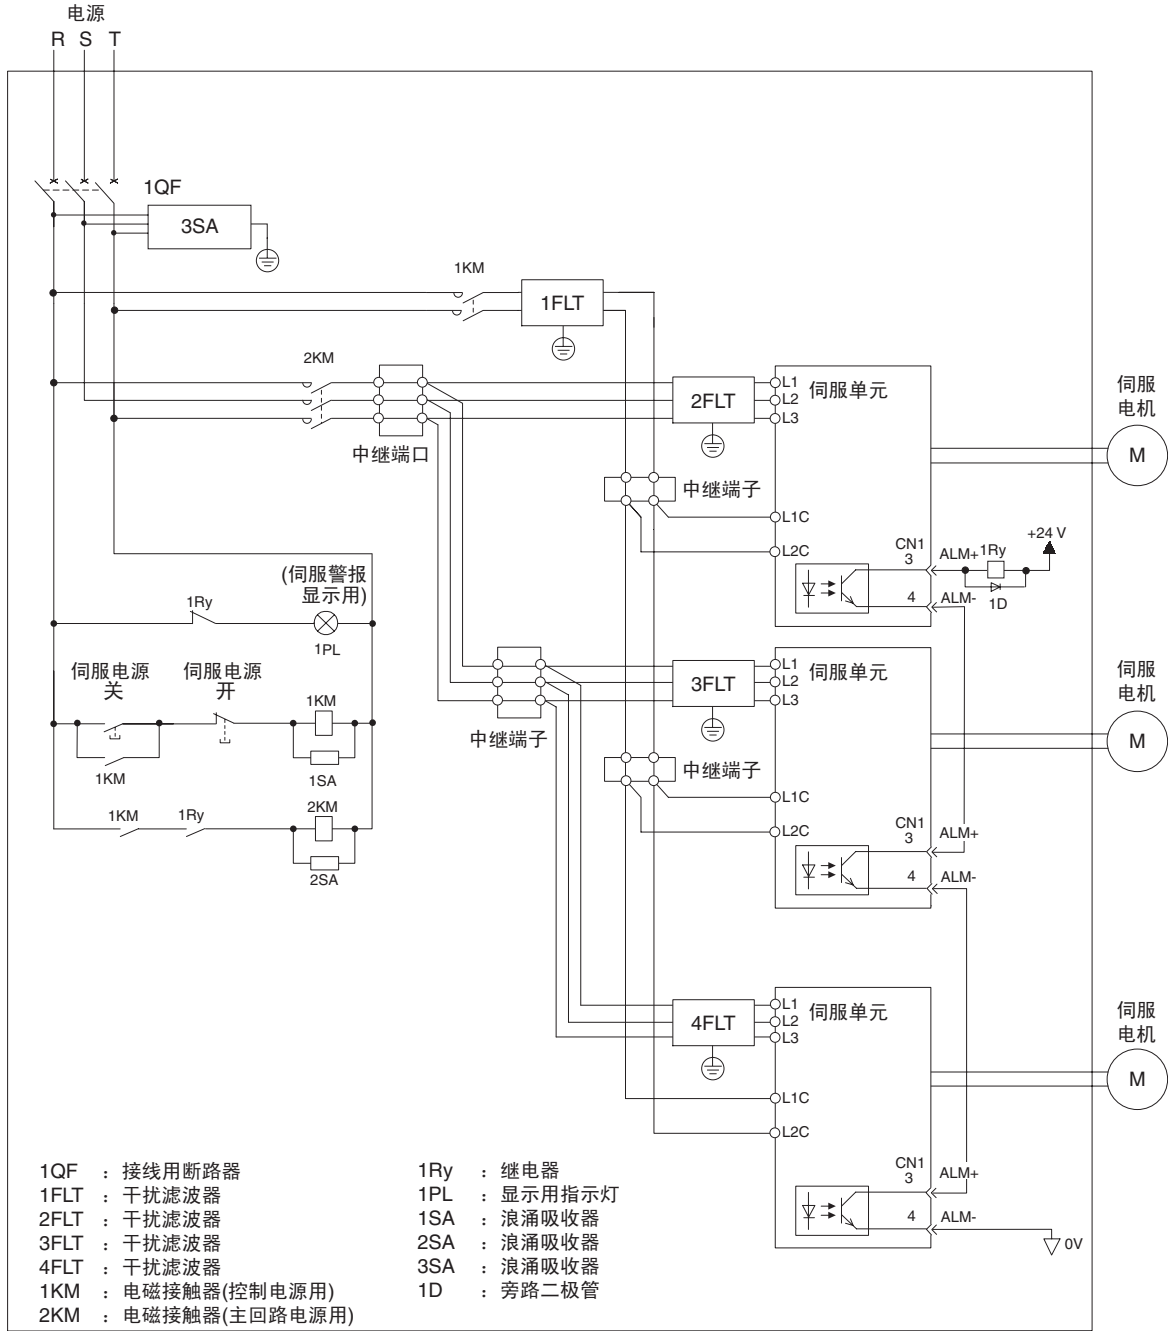 电源
R S T
1QF
3SA
1KM
1FLT
2KM
中继端口
2FLT
L1
L2
L3
伺服单元
伺服
电机
M
中继端子
L1C
L2C
CN1
3
ALM+
1Ry
+24 V
1D
4
ALM-
(伺服警报
显示用)
1Ry
1PL
伺服电源
关
伺服电源
开
1KM
1SA
1KM
1KM
1Ry
2KM
2SA
中继端子
3FLT
L1
L2
L3
伺服单元
伺服
电机
M
中继端子
L1C
L2C
CN1
3
ALM+
4
ALM-
4FLT
L1
L2
L3
伺服单元
伺服
电机
M
L1C
L2C
CN1
3
ALM+
4
ALM-
0V
1QF : 接线用断路器
1FLT : 干扰滤波器
2FLT : 干扰滤波器
3FLT : 干扰滤波器
4FLT : 干扰滤波器
1KM : 电磁接触器(控制电源用)
2KM : 电磁接触器(主回路电源用)
1Ry : 继电器
1PL : 显示用指示灯
1SA : 浪涌吸收器
2SA : 浪涌吸收器
3SA : 浪涌吸收器
1D : 旁路二极管